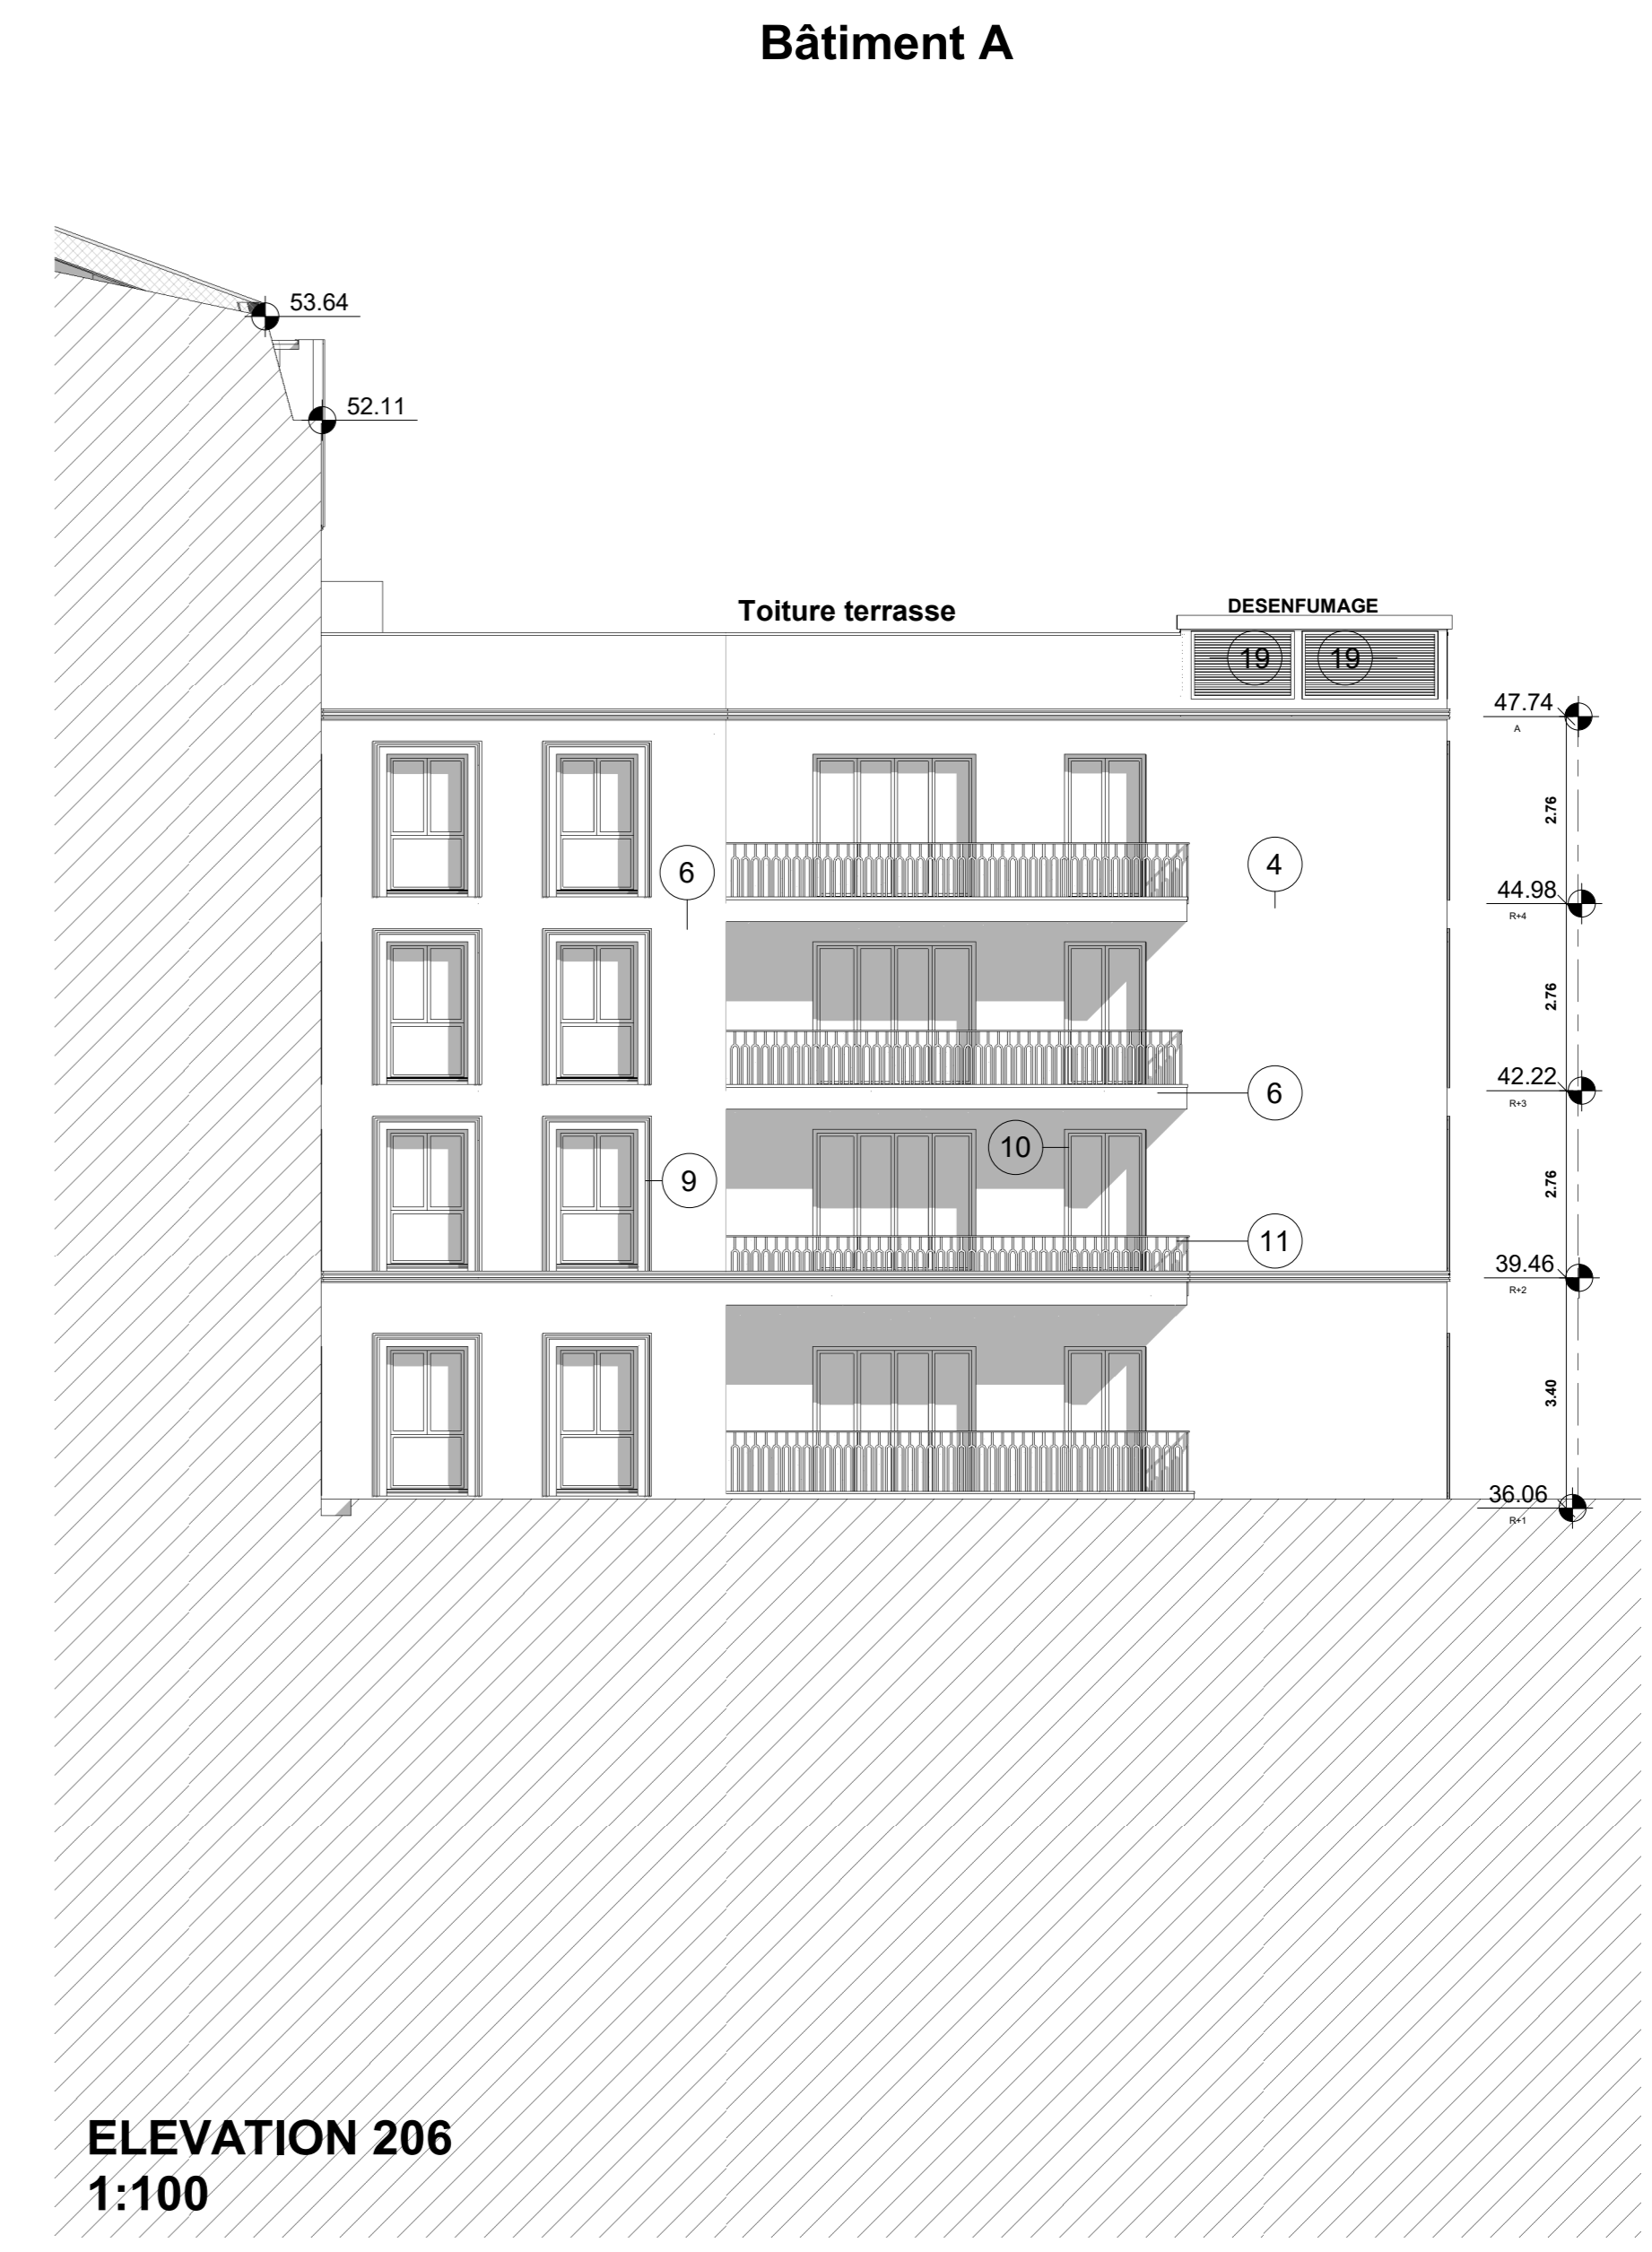 Bâtiment A
53.64
52.11
Toiture terrasse
DESENFUMAGE
19
19
47.74
A
2.76
6
4
44.98
R+4
2.76
42.22
R+3
6
10
9
2.76
11
39.46
R+2
3.40
36.06
R+1
ELEVATION 206
1:100